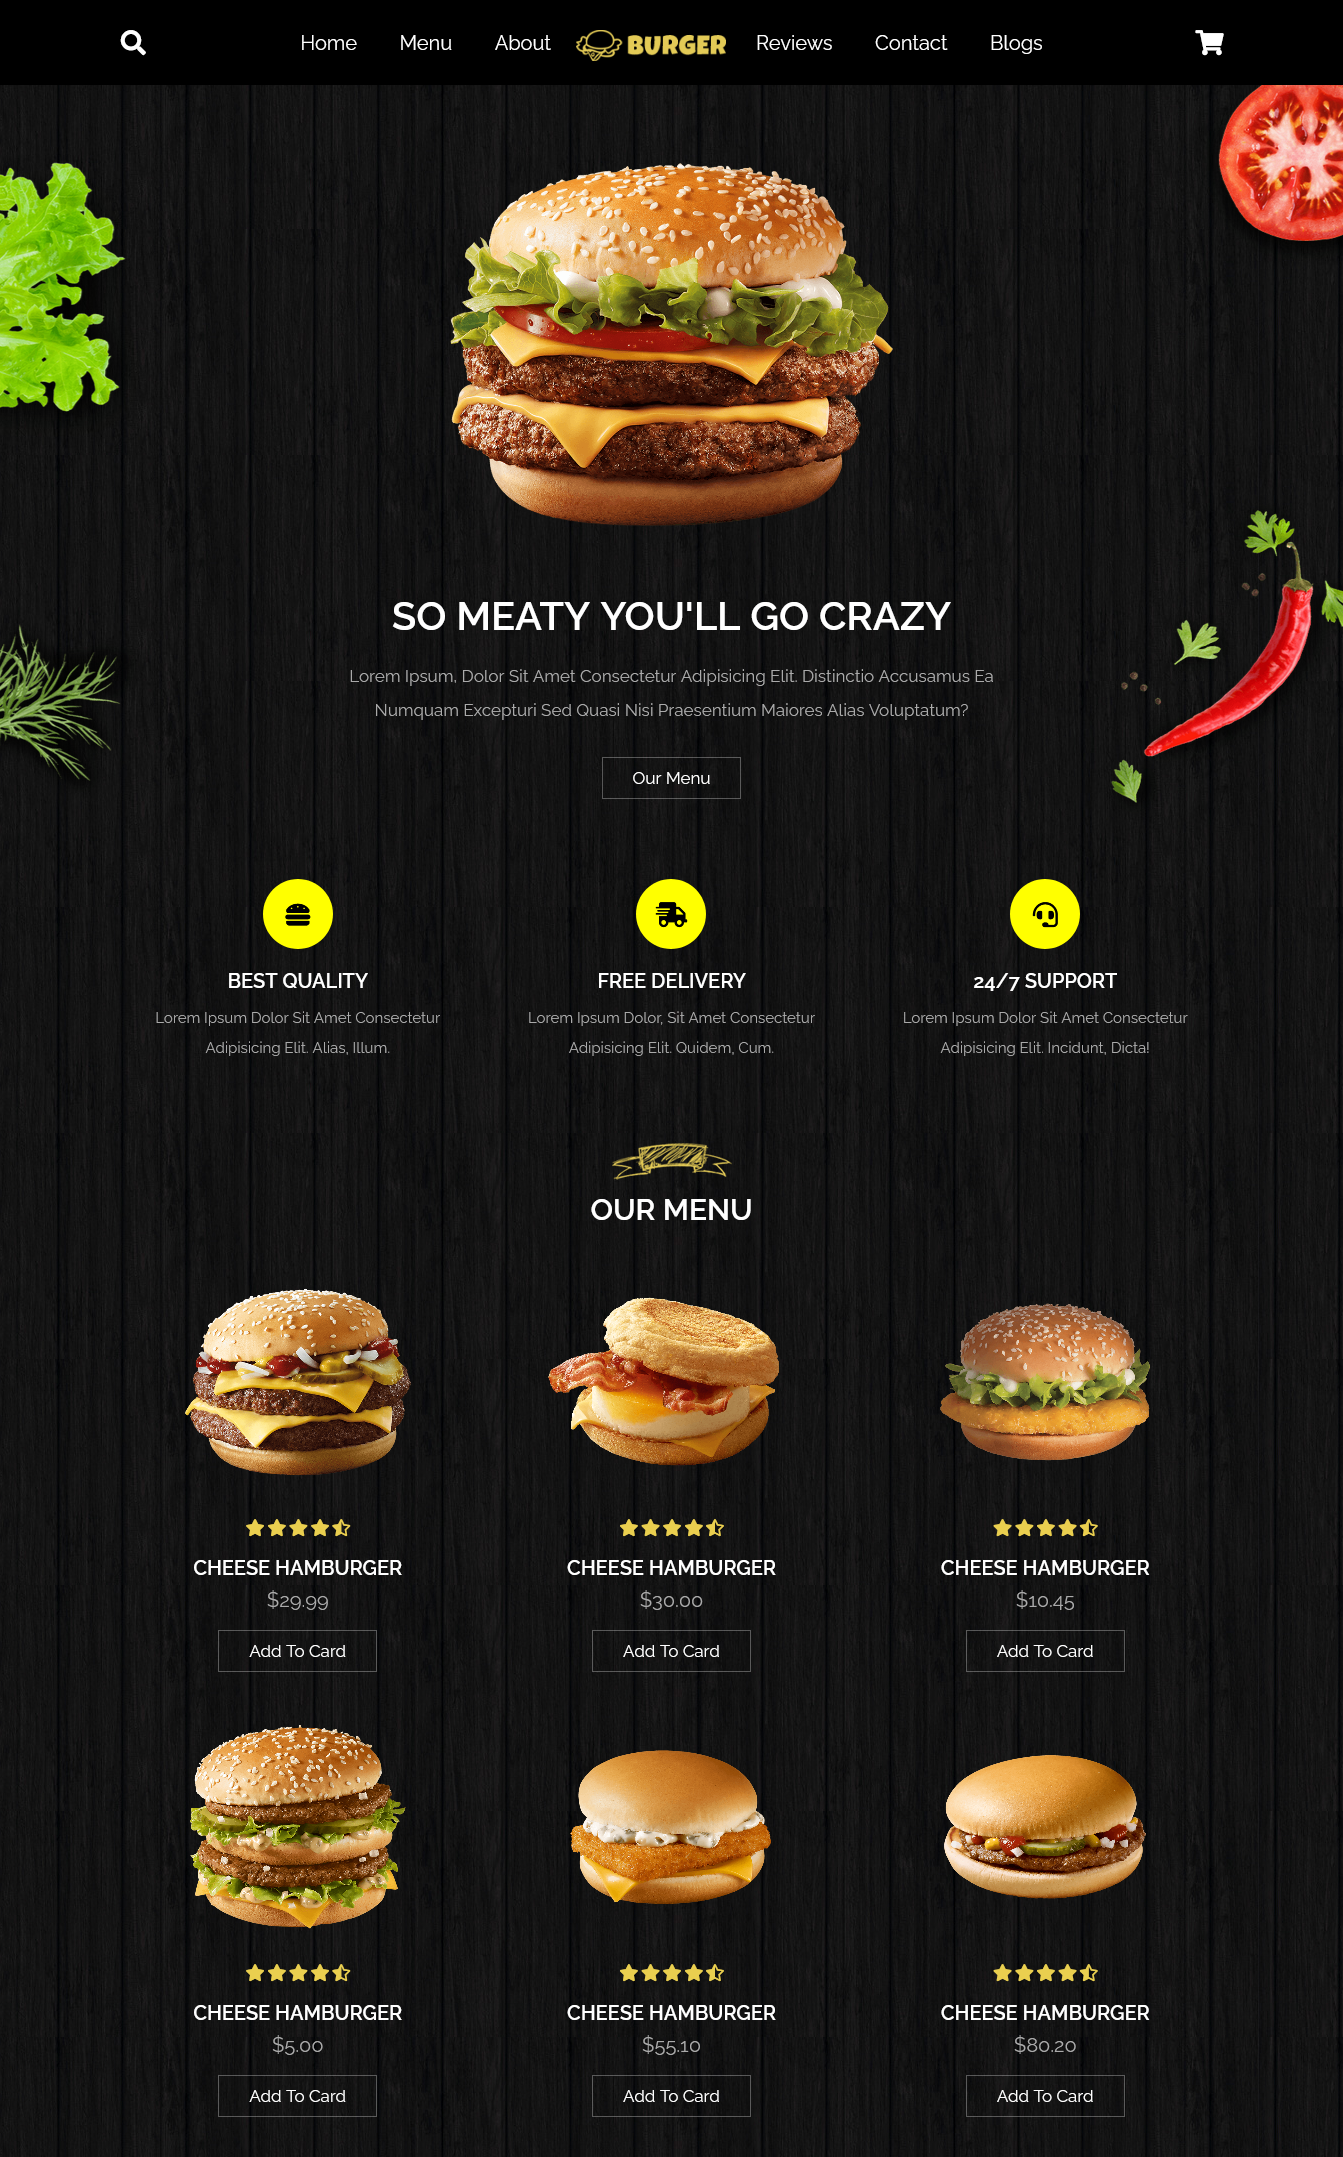 Home Menu About BURGER Reviews Contact Blogs
SO MEATY YOU'LL GO CRAZY
Lorem Ipsum, Dolor Sit Amet Consectetur Adipisicing Elit. Distinctio Accusamus Ea
Numquam Excepturi Sed Quasi Nisi Praesentium Maiores Alias Voluptatum?
Our Menu
BEST QUALITY
Lorem Ipsum Dolor Sit Amet Consectetur
Adipisicing Elit. Alias, Illum.
FREE DELIVERY
Lorem Ipsum Dolor, Sit Amet Consectetur
Adipisicing Elit. Quidem, Cum.
24/7 SUPPORT
Lorem Ipsum Dolor Sit Amet Consectetur
Adipisicing Elit. Incidunt, Dicta!
OUR MENU
CHEESE HAMBURGER
$29.99
Add To Card
CHEESE HAMBURGER
$30.00
Add To Card
CHEESE HAMBURGER
$10.45
Add To Card
CHEESE HAMBURGER
$5.00
Add To Card
CHEESE HAMBURGER
$55.10
Add To Card
CHEESE HAMBURGER
$80.20
Add To Card